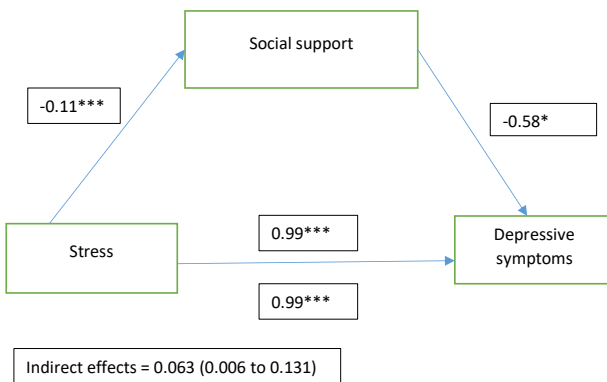 Social support
-0.11***
-0.58*
Stress
0.99***
Depressive
symptoms
0.99***
Indirect effects = 0.063 (0.006 to 0.131)